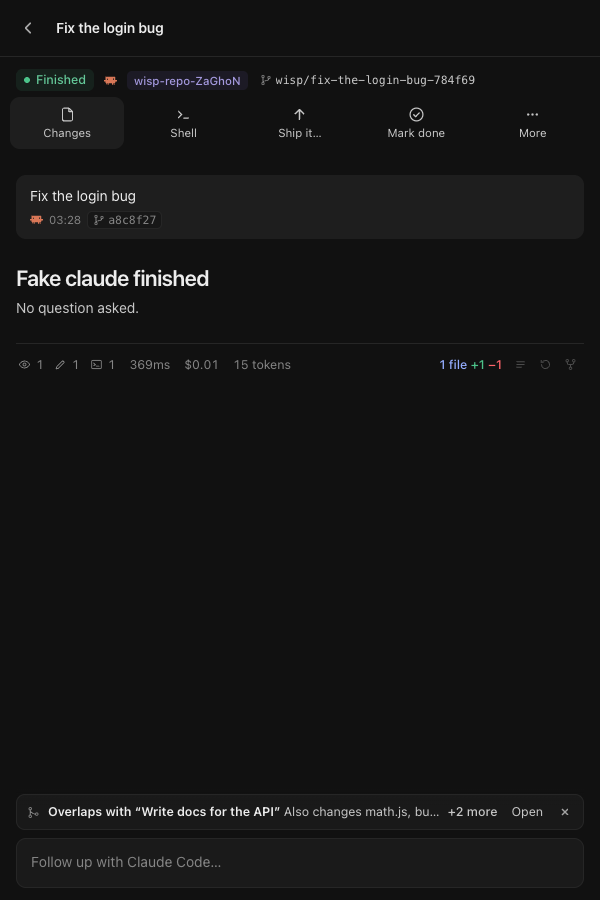 Fix the login bug
Finished wisp-repo-ZaGhoN wisp/fix-the-login-bug-784f69
Changes Shell Ship it... Mark done More
Fix the login bug
03:28 a8c8f27
Fake claude finished
No question asked.
1 1 1 369ms $0.01 15 tokens 1 file +1 −1
Overlaps with “Write docs for the API” Also changes math.js, bu... +2 more Open ×
Follow up with Claude Code...